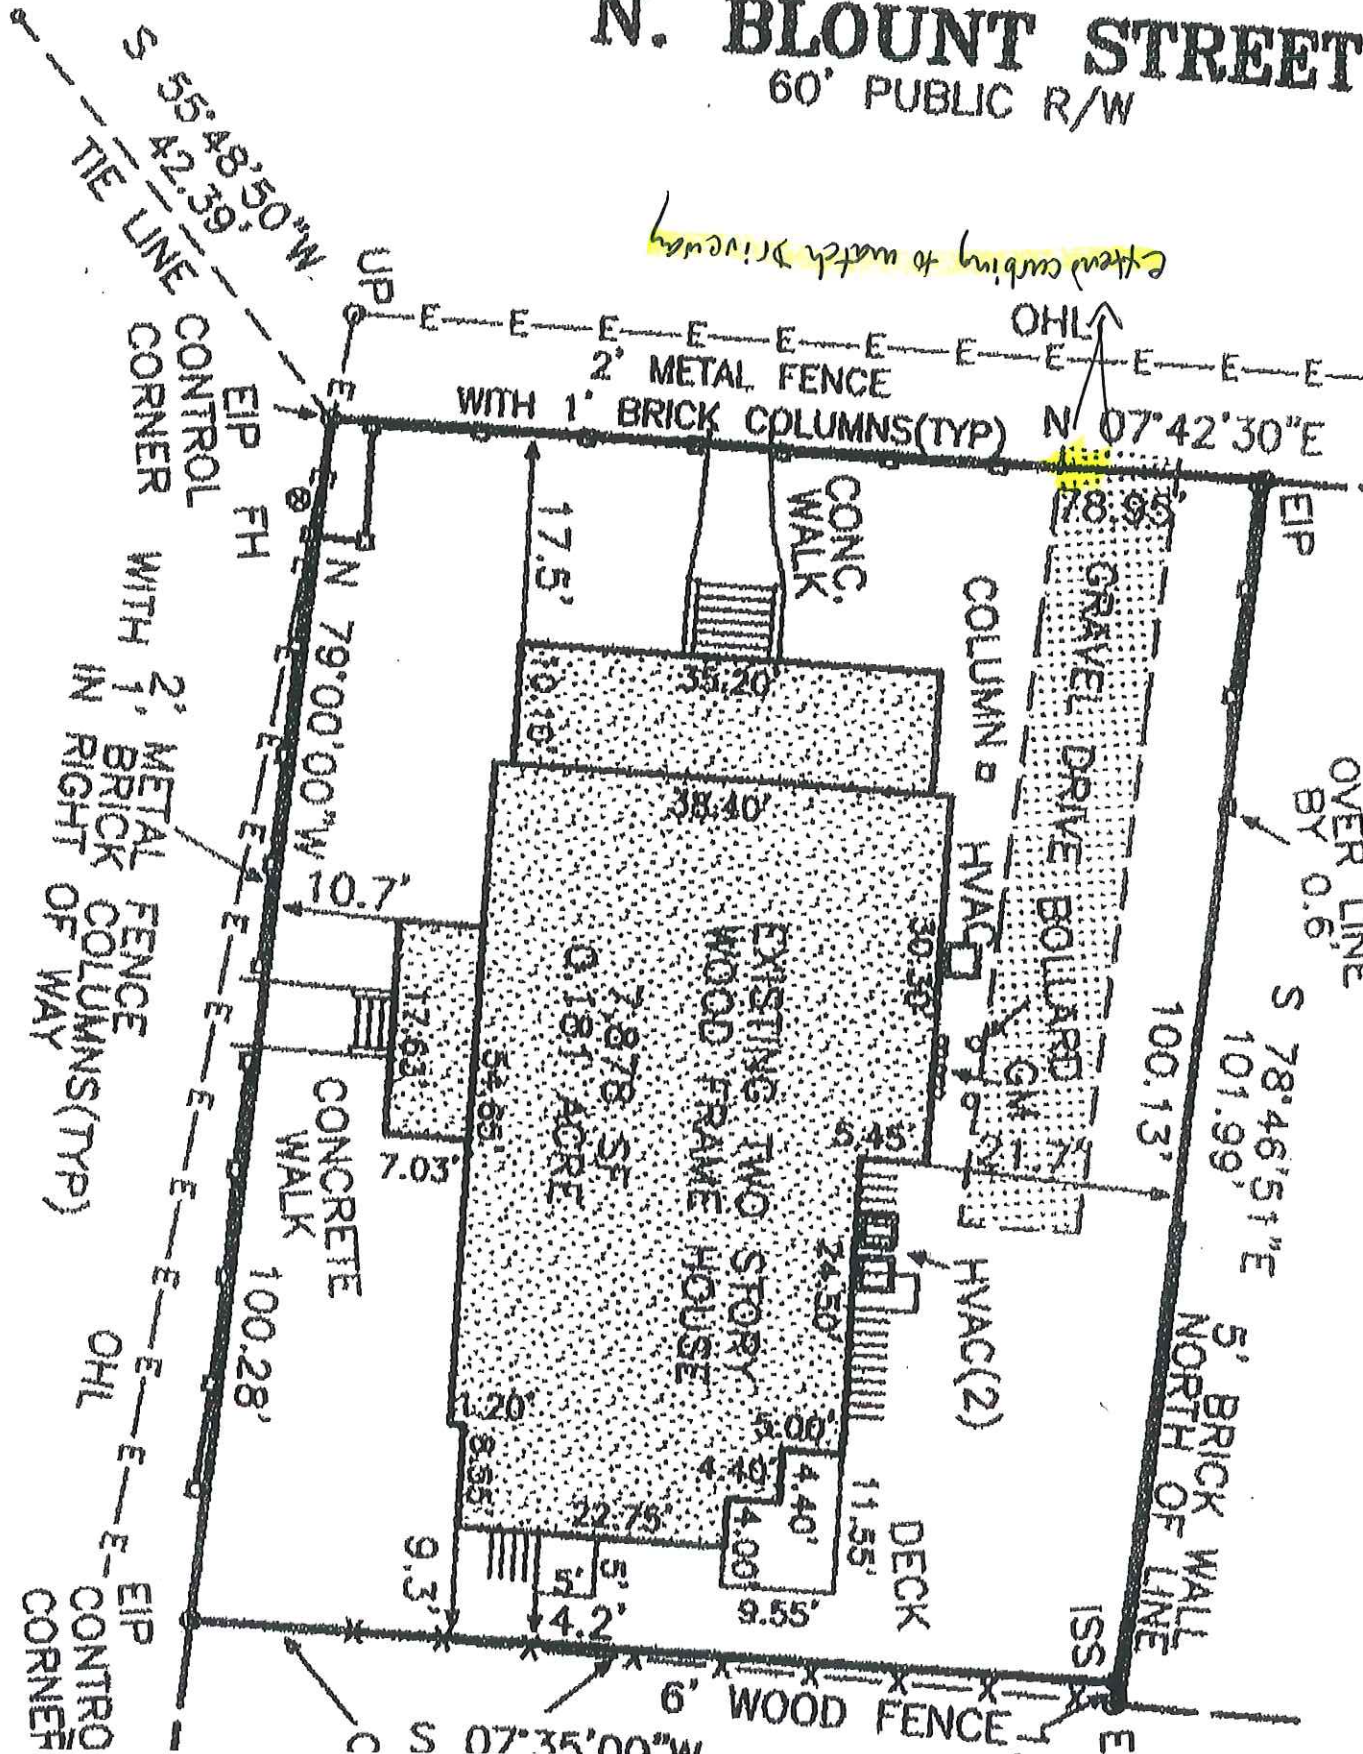 N. BLOUNT STREET
60' PUBLIC R/W
S 55°48'50"W
42.39'
TIE LINE
Extend curbing to match Driveway
UP
E E E E E E E E E E E
OHL
2' METAL FENCE
WITH 1' BRICK COLUMNS(TYP)
N 07°42'30"E
78.95'
EIP
CONTROL
CORNER
EIP
E
FH
17.5'
CONC.
WALK
COLUMN
GRAVEL DRIVE BOLLARD
OVER LINE
BY 0.6'
N 79°00'00"W
2' METAL FENCE
WITH 1' BRICK COLUMNS(TYP)
IN RIGHT OF WAY
35.20'
10.16'
38.40'
HVAC
30.30'
GM
10.7'
17.63'
7.03'
54.65'
EXISTING TWO STORY
WOOD FRAME HOUSE
7,878 SF
0.181 ACRE
5.45'
21.7'
100.13'
S 78°46'51"E
101.99'
5' BRICK WALL
NORTH OF LINE
CONCRETE
WALK
100.28'
HVAC(2)
24.50'
1.20'
8.55'
22.75'
5.00'
4.40'
4.40'
4.00'
11.55'
9.55'
DECK
9.3'
5'
5'
4.2'
ISS
E E E E E E E E E E E E
OHL
EIP
CONTRO
CORNER
6' WOOD FENCE
S 07°35'00"W
E